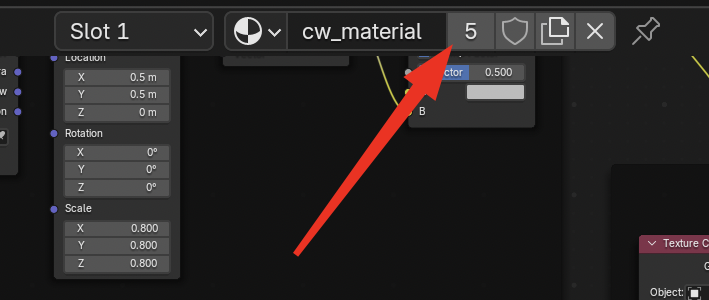 Slot 1
cw_material
5
Location
X 0.5 m
Y 0.5 m
Z 0 m
Rotation
X 0°
Y 0°
Z 0°
Scale
X 0.800
Y 0.800
Z 0.800
ctor 0.500
B
Texture C
Object: